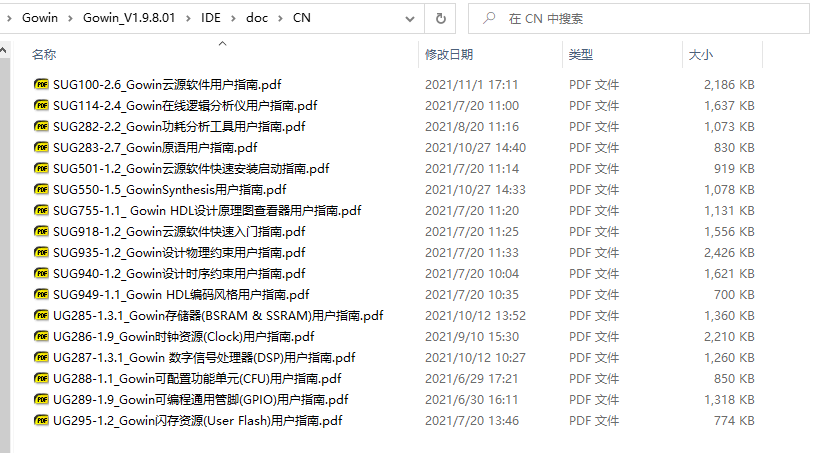 Gowin > Gowin_V1.9.8.01 > IDE > doc > CN 在 CN 中搜索
名称 修改日期 类型 大小
SUG100-2.6_Gowin云源软件用户指南.pdf 2021/11/1 17:11 PDF 文件 2,186 KB
SUG114-2.4_Gowin在线逻辑分析仪用户指南.pdf 2021/7/20 11:00 PDF 文件 1,637 KB
SUG282-2.2_Gowin功耗分析工具用户指南.pdf 2021/8/20 11:16 PDF 文件 1,073 KB
SUG283-2.7_Gowin原语用户指南.pdf 2021/10/27 14:40 PDF 文件 830 KB
SUG501-1.2_Gowin云源软件快速安装启动指南.pdf 2021/7/20 11:14 PDF 文件 919 KB
SUG550-1.5_GowinSynthesis用户指南.pdf 2021/10/27 14:33 PDF 文件 1,078 KB
SUG755-1.1_ Gowin HDL设计原理图查看器用户指南.pdf 2021/7/20 11:20 PDF 文件 1,131 KB
SUG918-1.2_Gowin云源软件快速入门指南.pdf 2021/7/20 11:25 PDF 文件 1,556 KB
SUG935-1.2_Gowin设计物理约束用户指南.pdf 2021/7/20 11:33 PDF 文件 2,426 KB
SUG940-1.2_Gowin设计时序约束用户指南.pdf 2021/7/20 10:04 PDF 文件 1,621 KB
SUG949-1.1_Gowin HDL编码风格用户指南.pdf 2021/7/20 10:35 PDF 文件 700 KB
UG285-1.3.1_Gowin存储器(BSRAM & SSRAM)用户指南.pdf 2021/10/12 13:52 PDF 文件 1,360 KB
UG286-1.9_Gowin时钟资源(Clock)用户指南.pdf 2021/9/10 15:30 PDF 文件 2,210 KB
UG287-1.3.1_Gowin 数字信号处理器(DSP)用户指南.pdf 2021/10/12 10:27 PDF 文件 1,260 KB
UG288-1.1_Gowin可配置功能单元(CFU)用户指南.pdf 2021/6/29 17:21 PDF 文件 850 KB
UG289-1.9_Gowin可编程通用管脚(GPIO)用户指南.pdf 2021/6/30 16:11 PDF 文件 1,318 KB
UG295-1.2_Gowin闪存资源(User Flash)用户指南.pdf 2021/7/20 13:46 PDF 文件 774 KB